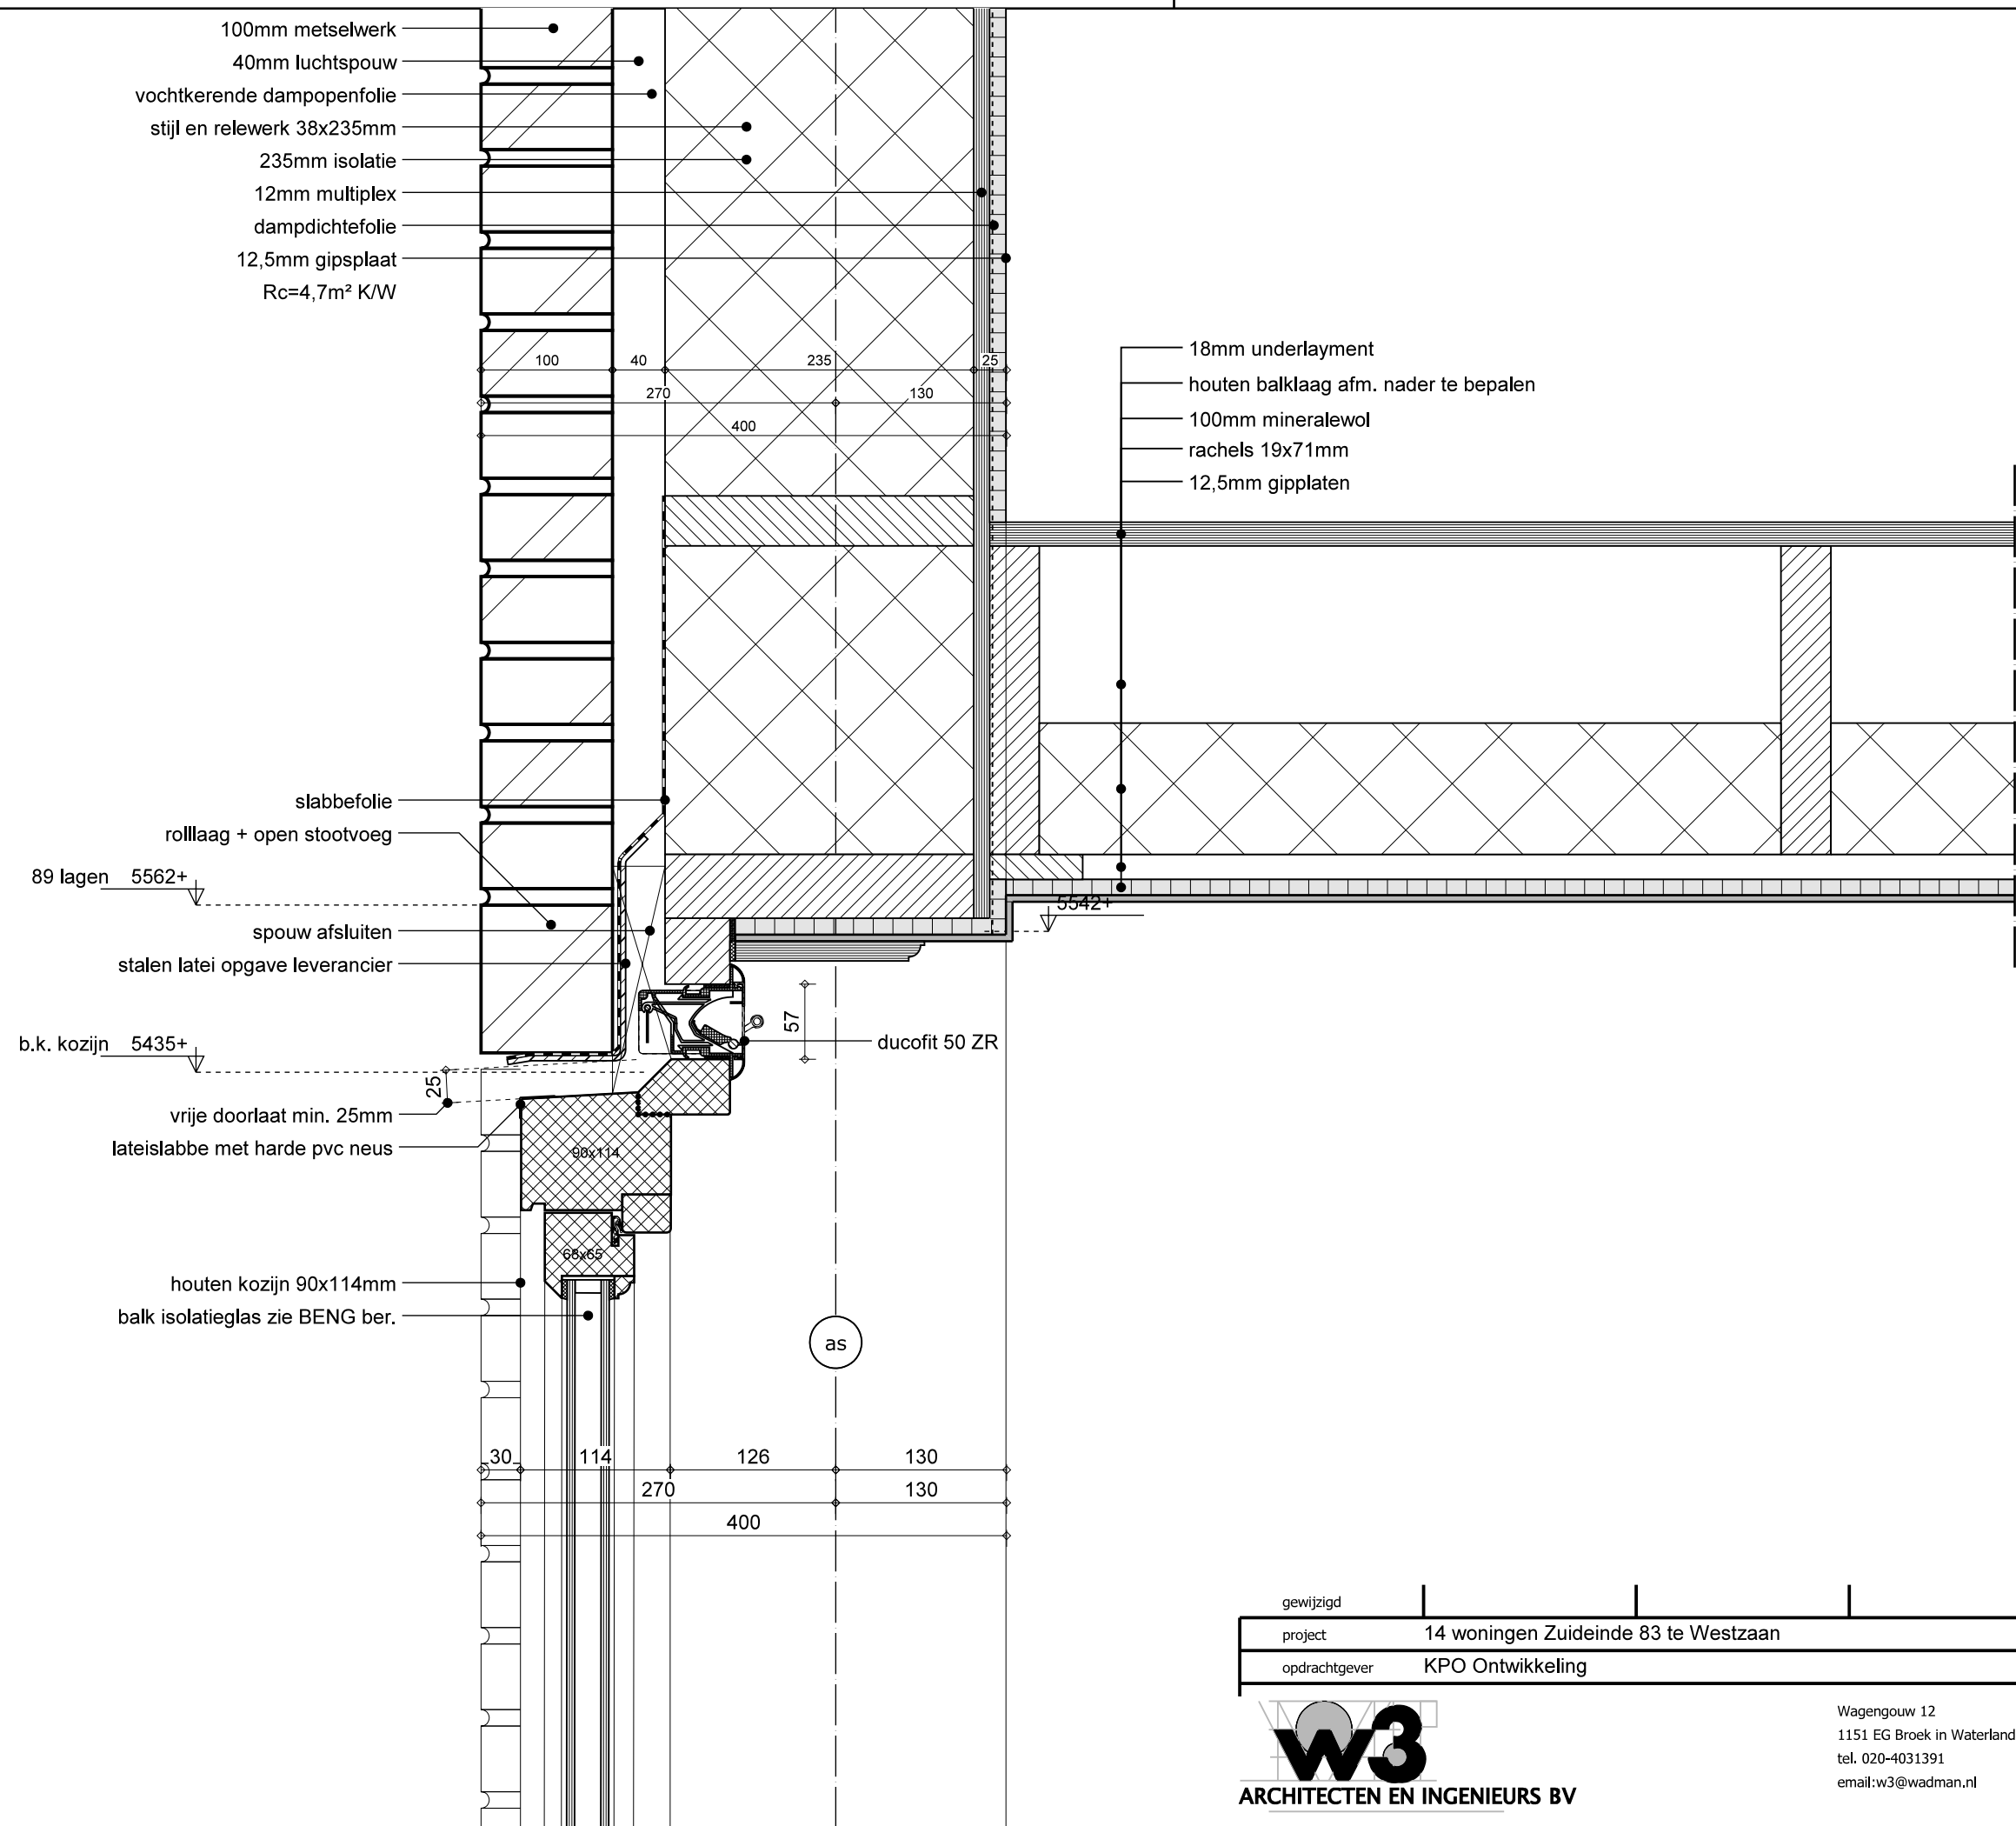 100mm metselwerk
40mm luchtspouw
vochtkerende dampopenfolie
stijl en relewerk 38x235mm
235mm isolatie
12mm multiplex
dampdichtefolie
12,5mm gipsplaat
Rc=4,7m² K/W
100 40 235 25
270 130
400
18mm underlayment
houten balklaag afm. nader te bepalen
100mm mineralewol
rachels 19x71mm
12,5mm gipplaten
slabbefolie
rolllaag + open stootvoeg
89 lagen 5562+
5542+
spouw afsluiten
stalen latei opgave leverancier
b.k. kozijn 5435+
57
ducofit 50 ZR
25
vrije doorlaat min. 25mm
lateislabbe met harde pvc neus
90x114
68x65
houten kozijn 90x114mm
balk isolatieglas zie BENG ber.
as
30 114 126 130
270 130
400
gewijzigd
project 14 woningen Zuideinde 83 te Westzaan
opdrachtgever KPO Ontwikkeling
w3
ARCHITECTEN EN INGENIEURS BV
Wagengouw 12
1151 EG Broek in Waterland
tel. 020-4031391
email:w3@wadman.nl